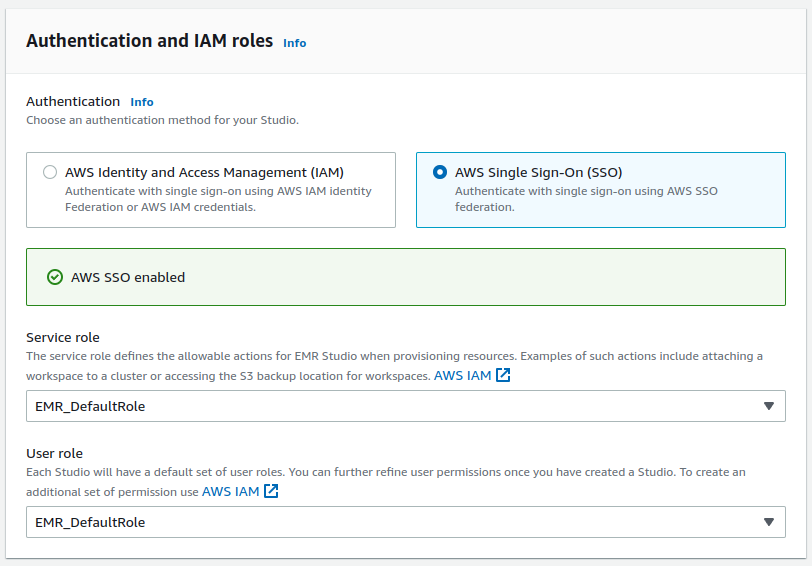 Authentication and IAM roles Info
Authentication Info
Choose an authentication method for your Studio.
AWS Identity and Access Management (IAM)
Authenticate with single sign-on using AWS IAM identity
Federation or AWS IAM credentials.
AWS Single Sign-On (SSO)
Authenticate with single sign-on using AWS SSO
federation.
AWS SSO enabled
Service role
The service role defines the allowable actions for EMR Studio when provisioning resources. Examples of such actions include attaching a
workspace to a cluster or accessing the S3 backup location for workspaces. AWS IAM
EMR_DefaultRole
User role
Each Studio will have a default set of user roles. You can further refine user permissions once you have created a Studio. To create an
additional set of permission use AWS IAM
EMR_DefaultRole